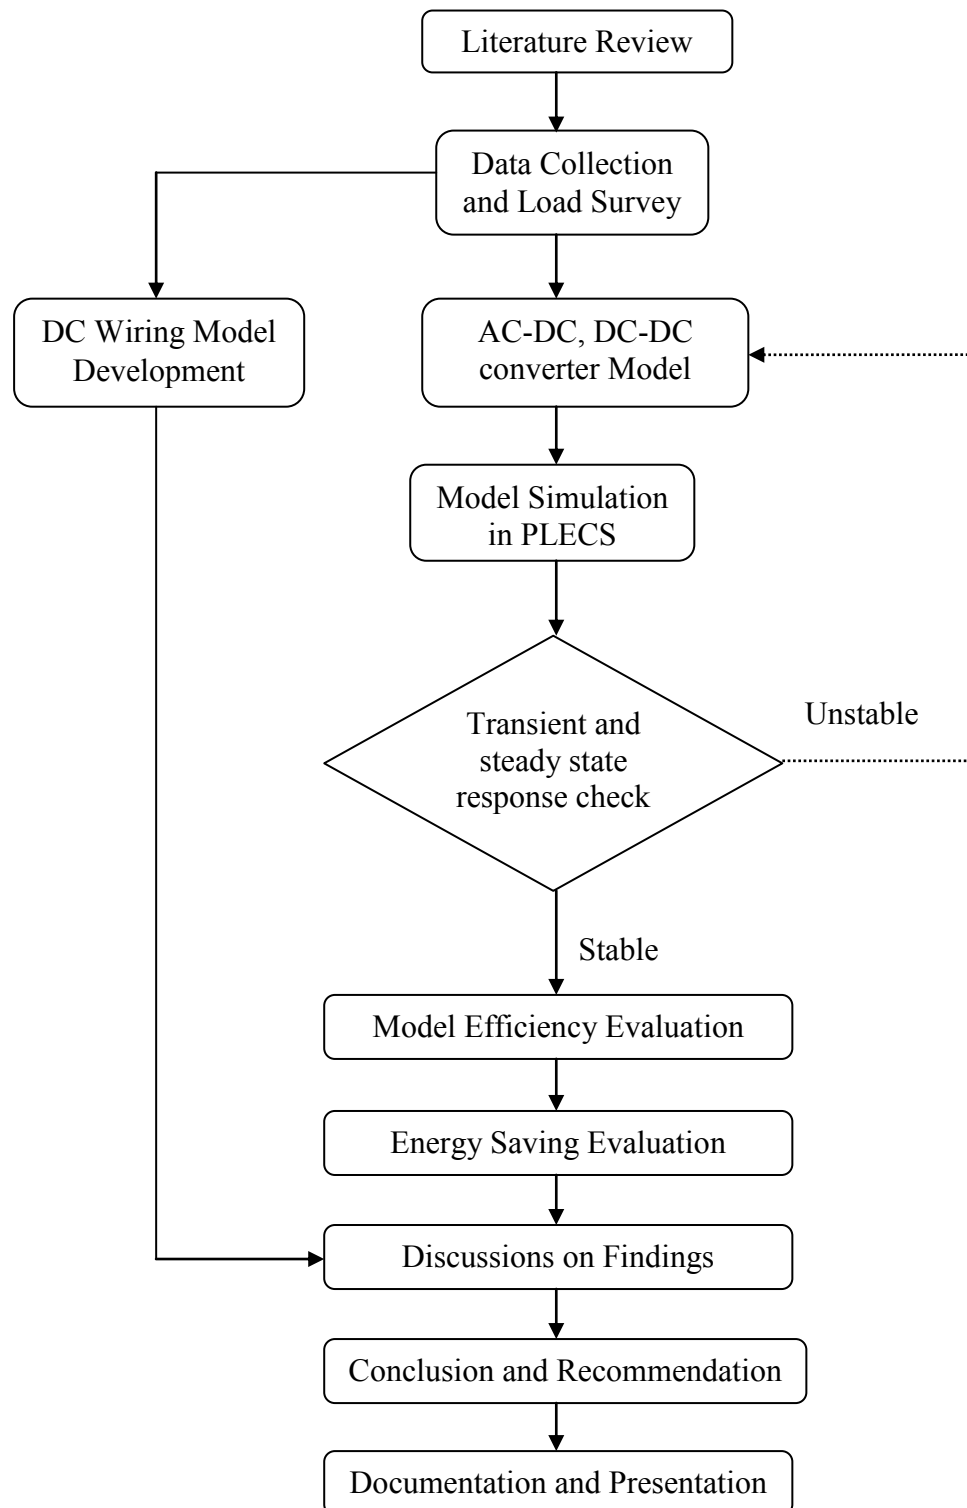 Literature Review
Data Collection
and Load Survey
DC Wiring Model
Development
AC-DC, DC-DC
converter Model
Model Simulation
in PLECS
Transient and
steady state
response check
Unstable
Stable
Model Efficiency Evaluation
Energy Saving Evaluation
Discussions on Findings
Conclusion and Recommendation
Documentation and Presentation